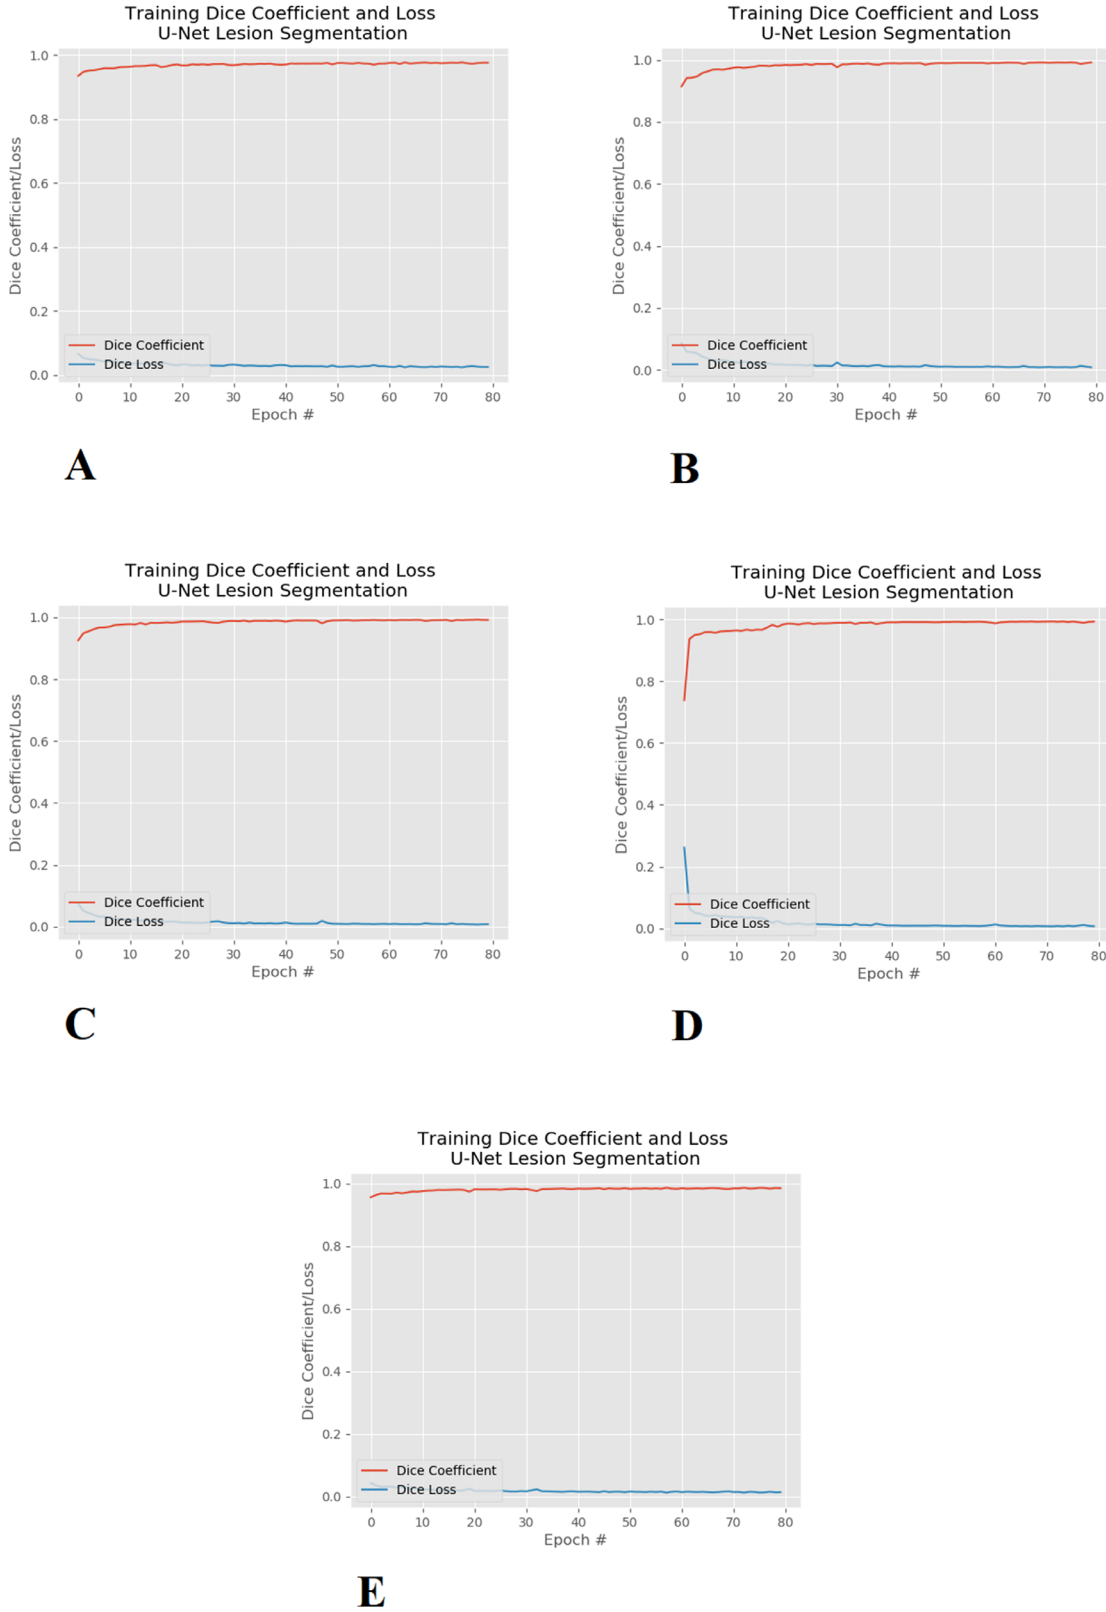 Training Dice Coefficient and Loss
U-Net Lesion Segmentation
1.0
0.8
0.6
0.4
0.2
0.0
Dice Coefficient/Loss
Dice Coefficient
Dice Loss
0 10 20 30 40 50 60 70 80
Epoch #
A
Training Dice Coefficient and Loss
U-Net Lesion Segmentation
1.0
0.8
0.6
0.4
0.2
0.0
Dice Coefficient/Loss
Dice Coefficient
Dice Loss
0 10 20 30 40 50 60 70 80
Epoch #
B
Training Dice Coefficient and Loss
U-Net Lesion Segmentation
1.0
0.8
0.6
0.4
0.2
0.0
Dice Coefficient/Loss
Dice Coefficient
Dice Loss
0 10 20 30 40 50 60 70 80
Epoch #
C
Training Dice Coefficient and Loss
U-Net Lesion Segmentation
1.0
0.8
0.6
0.4
0.2
0.0
Dice Coefficient/Loss
Dice Coefficient
Dice Loss
0 10 20 30 40 50 60 70 80
Epoch #
D
Training Dice Coefficient and Loss
U-Net Lesion Segmentation
1.0
0.8
0.6
0.4
0.2
0.0
Dice Coefficient/Loss
Dice Coefficient
Dice Loss
0 10 20 30 40 50 60 70 80
Epoch #
E